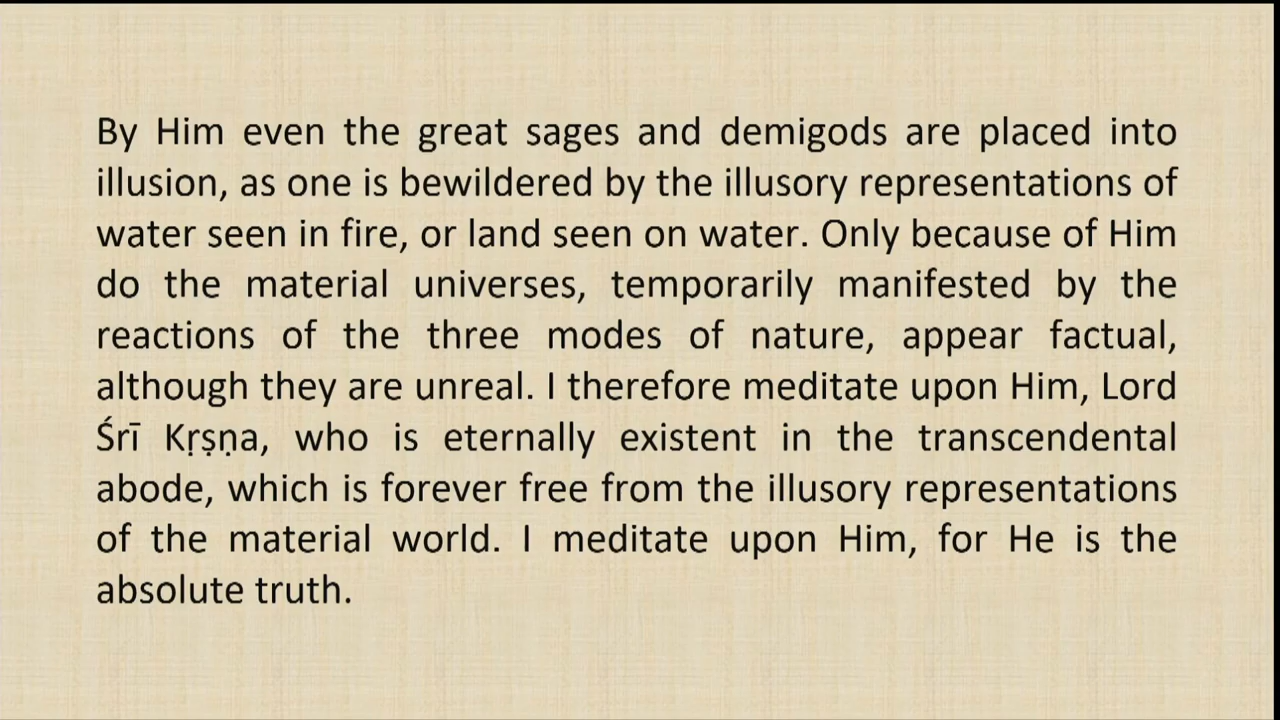 By Him even the great sages and demigods are placed into
illusion, as one is bewildered by the illusory representations of
water seen in fire, or land seen on water. Only because of Him
do the material universes, temporarily manifested by the
reactions of the three modes of nature, appear factual,
although they are unreal. I therefore meditate upon Him, Lord
Śrī Kṛṣṇa, who is eternally existent in the transcendental
abode, which is forever free from the illusory representations
of the material world. I meditate upon Him, for He is the
absolute truth.